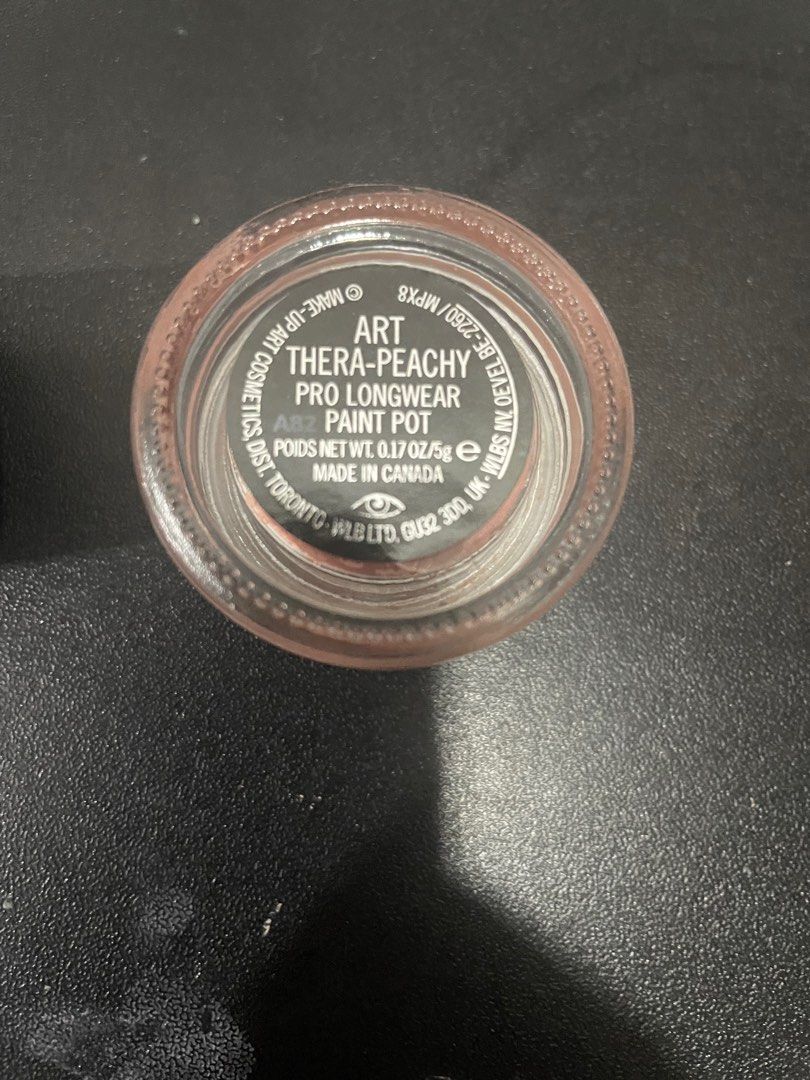 ART
THERA-PEACHY
PRO LONGWEAR
A82 PAINT POT
POIDS NET WT. 0.17 OZ/5g e
MADE IN CANADA
© MAKE-UP ART COSMETICS, DIST. TORONTO · WLB LTD, GU32 3DD, UK · WLBS NV, OEVEL BE-2260 / MPX8